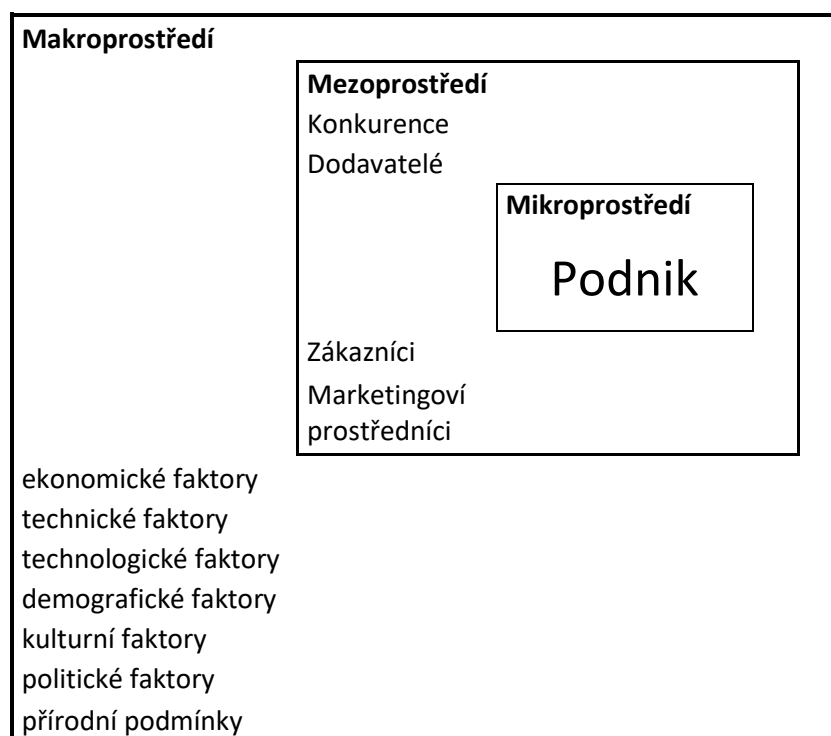 Makroprostředí
Mezoprostředí
Konkurence
Dodavatelé
Mikroprostředí
Podnik
Zákazníci
Marketingoví
prostředníci
ekonomické faktory
technické faktory
technologické faktory
demografické faktory
kulturní faktory
politické faktory
přírodní podmínky